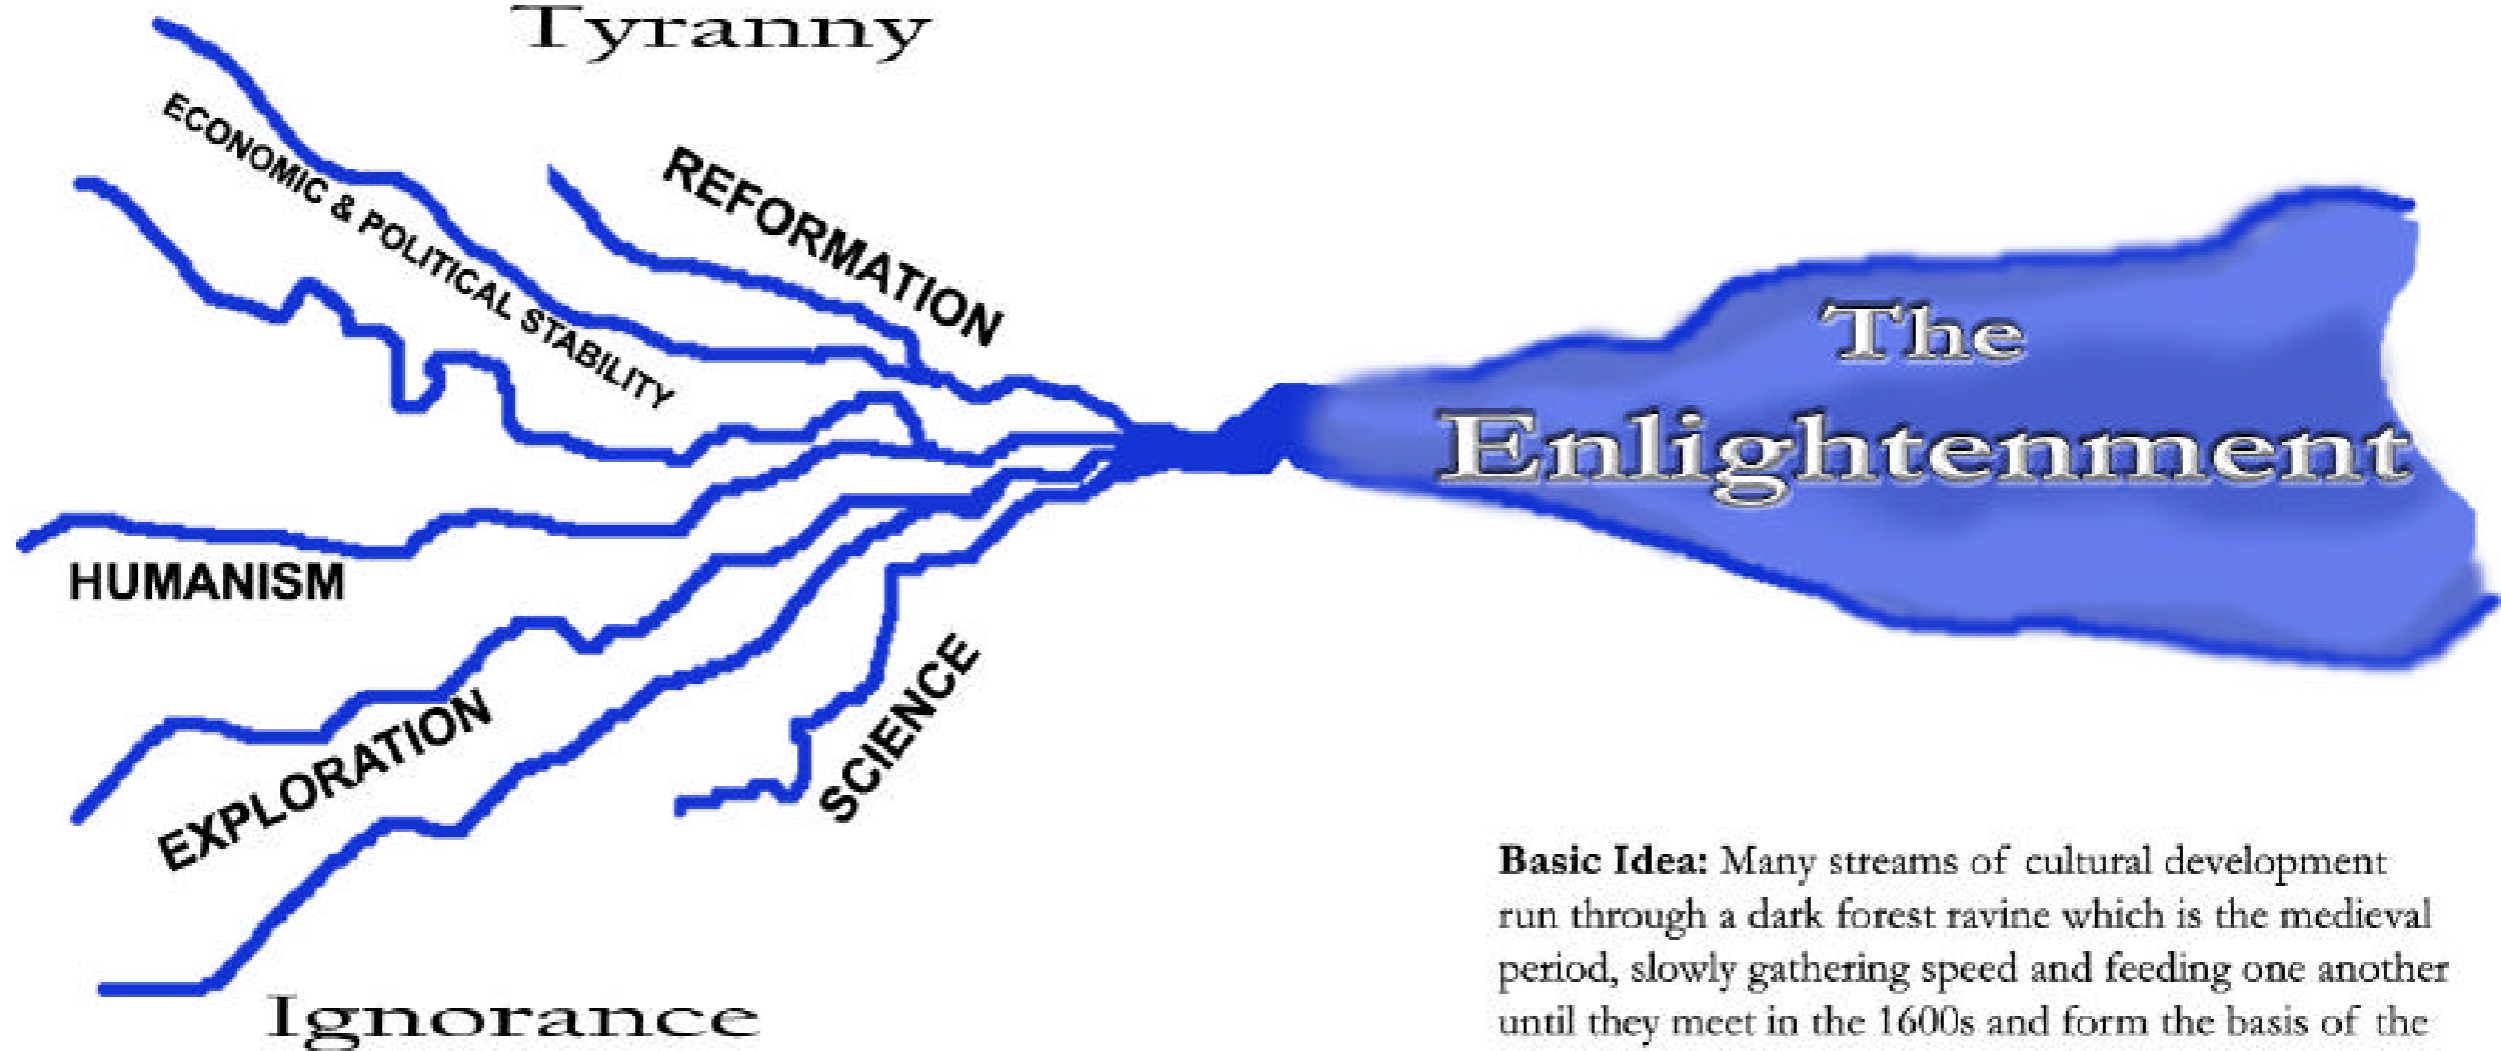 Tyranny
ECONOMIC & POLITICAL STABILITY
REFORMATION
The
Enlightenment
HUMANISM
EXPLORATION
SCIENCE
Basic Idea: Many streams of cultural development
run through a dark forest ravine which is the medieval
period, slowly gathering speed and feeding one another
until they meet in the 1600s and form the basis of the
Ignorance